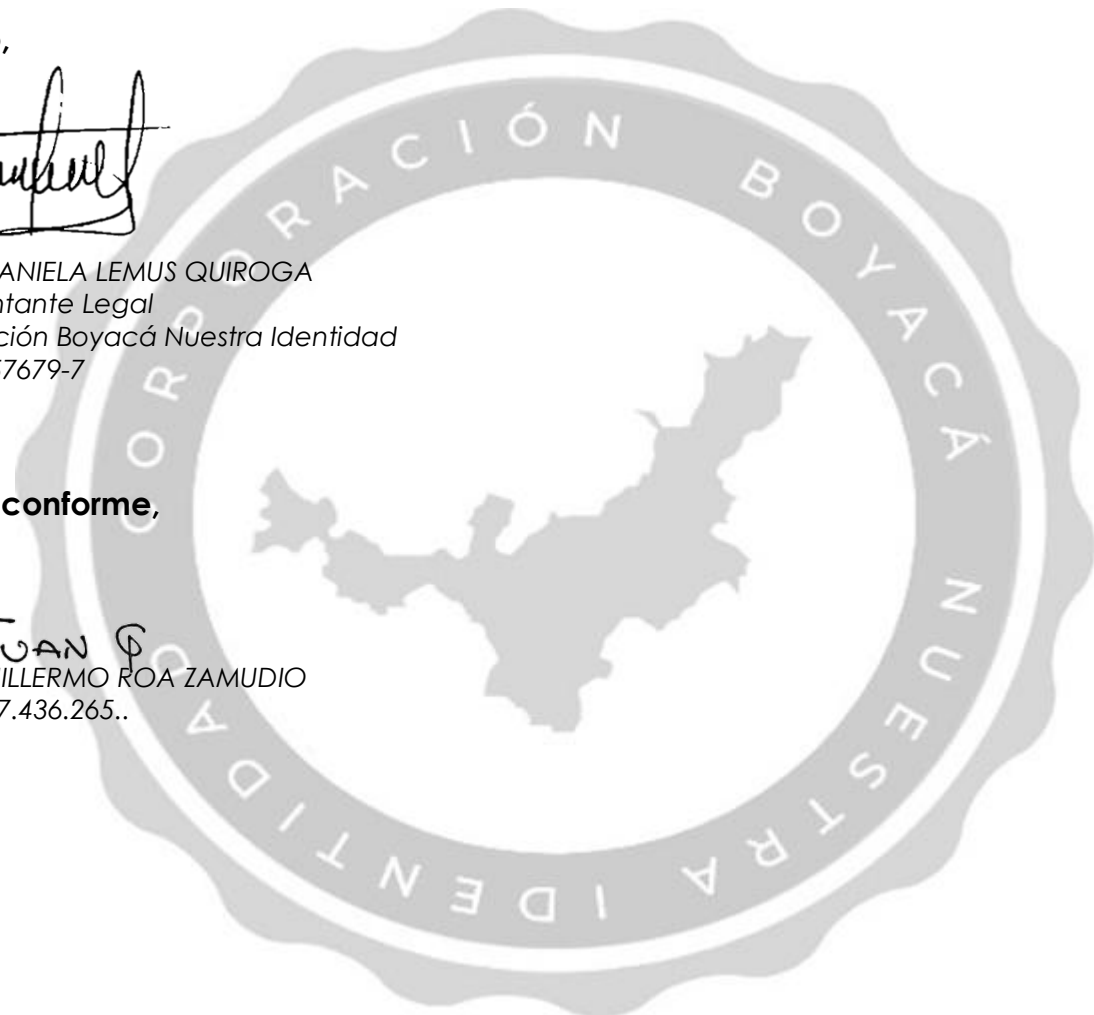 ,
ANIELA LEMUS QUIROGA
ntante Legal
ción Boyacá Nuestra Identidad
57679-7
conforme,
JUAN G
ILLERMO ROA ZAMUDIO
7.436.265..
CORPORACIÓN BOYACÁ NUESTRA IDENTIDAD